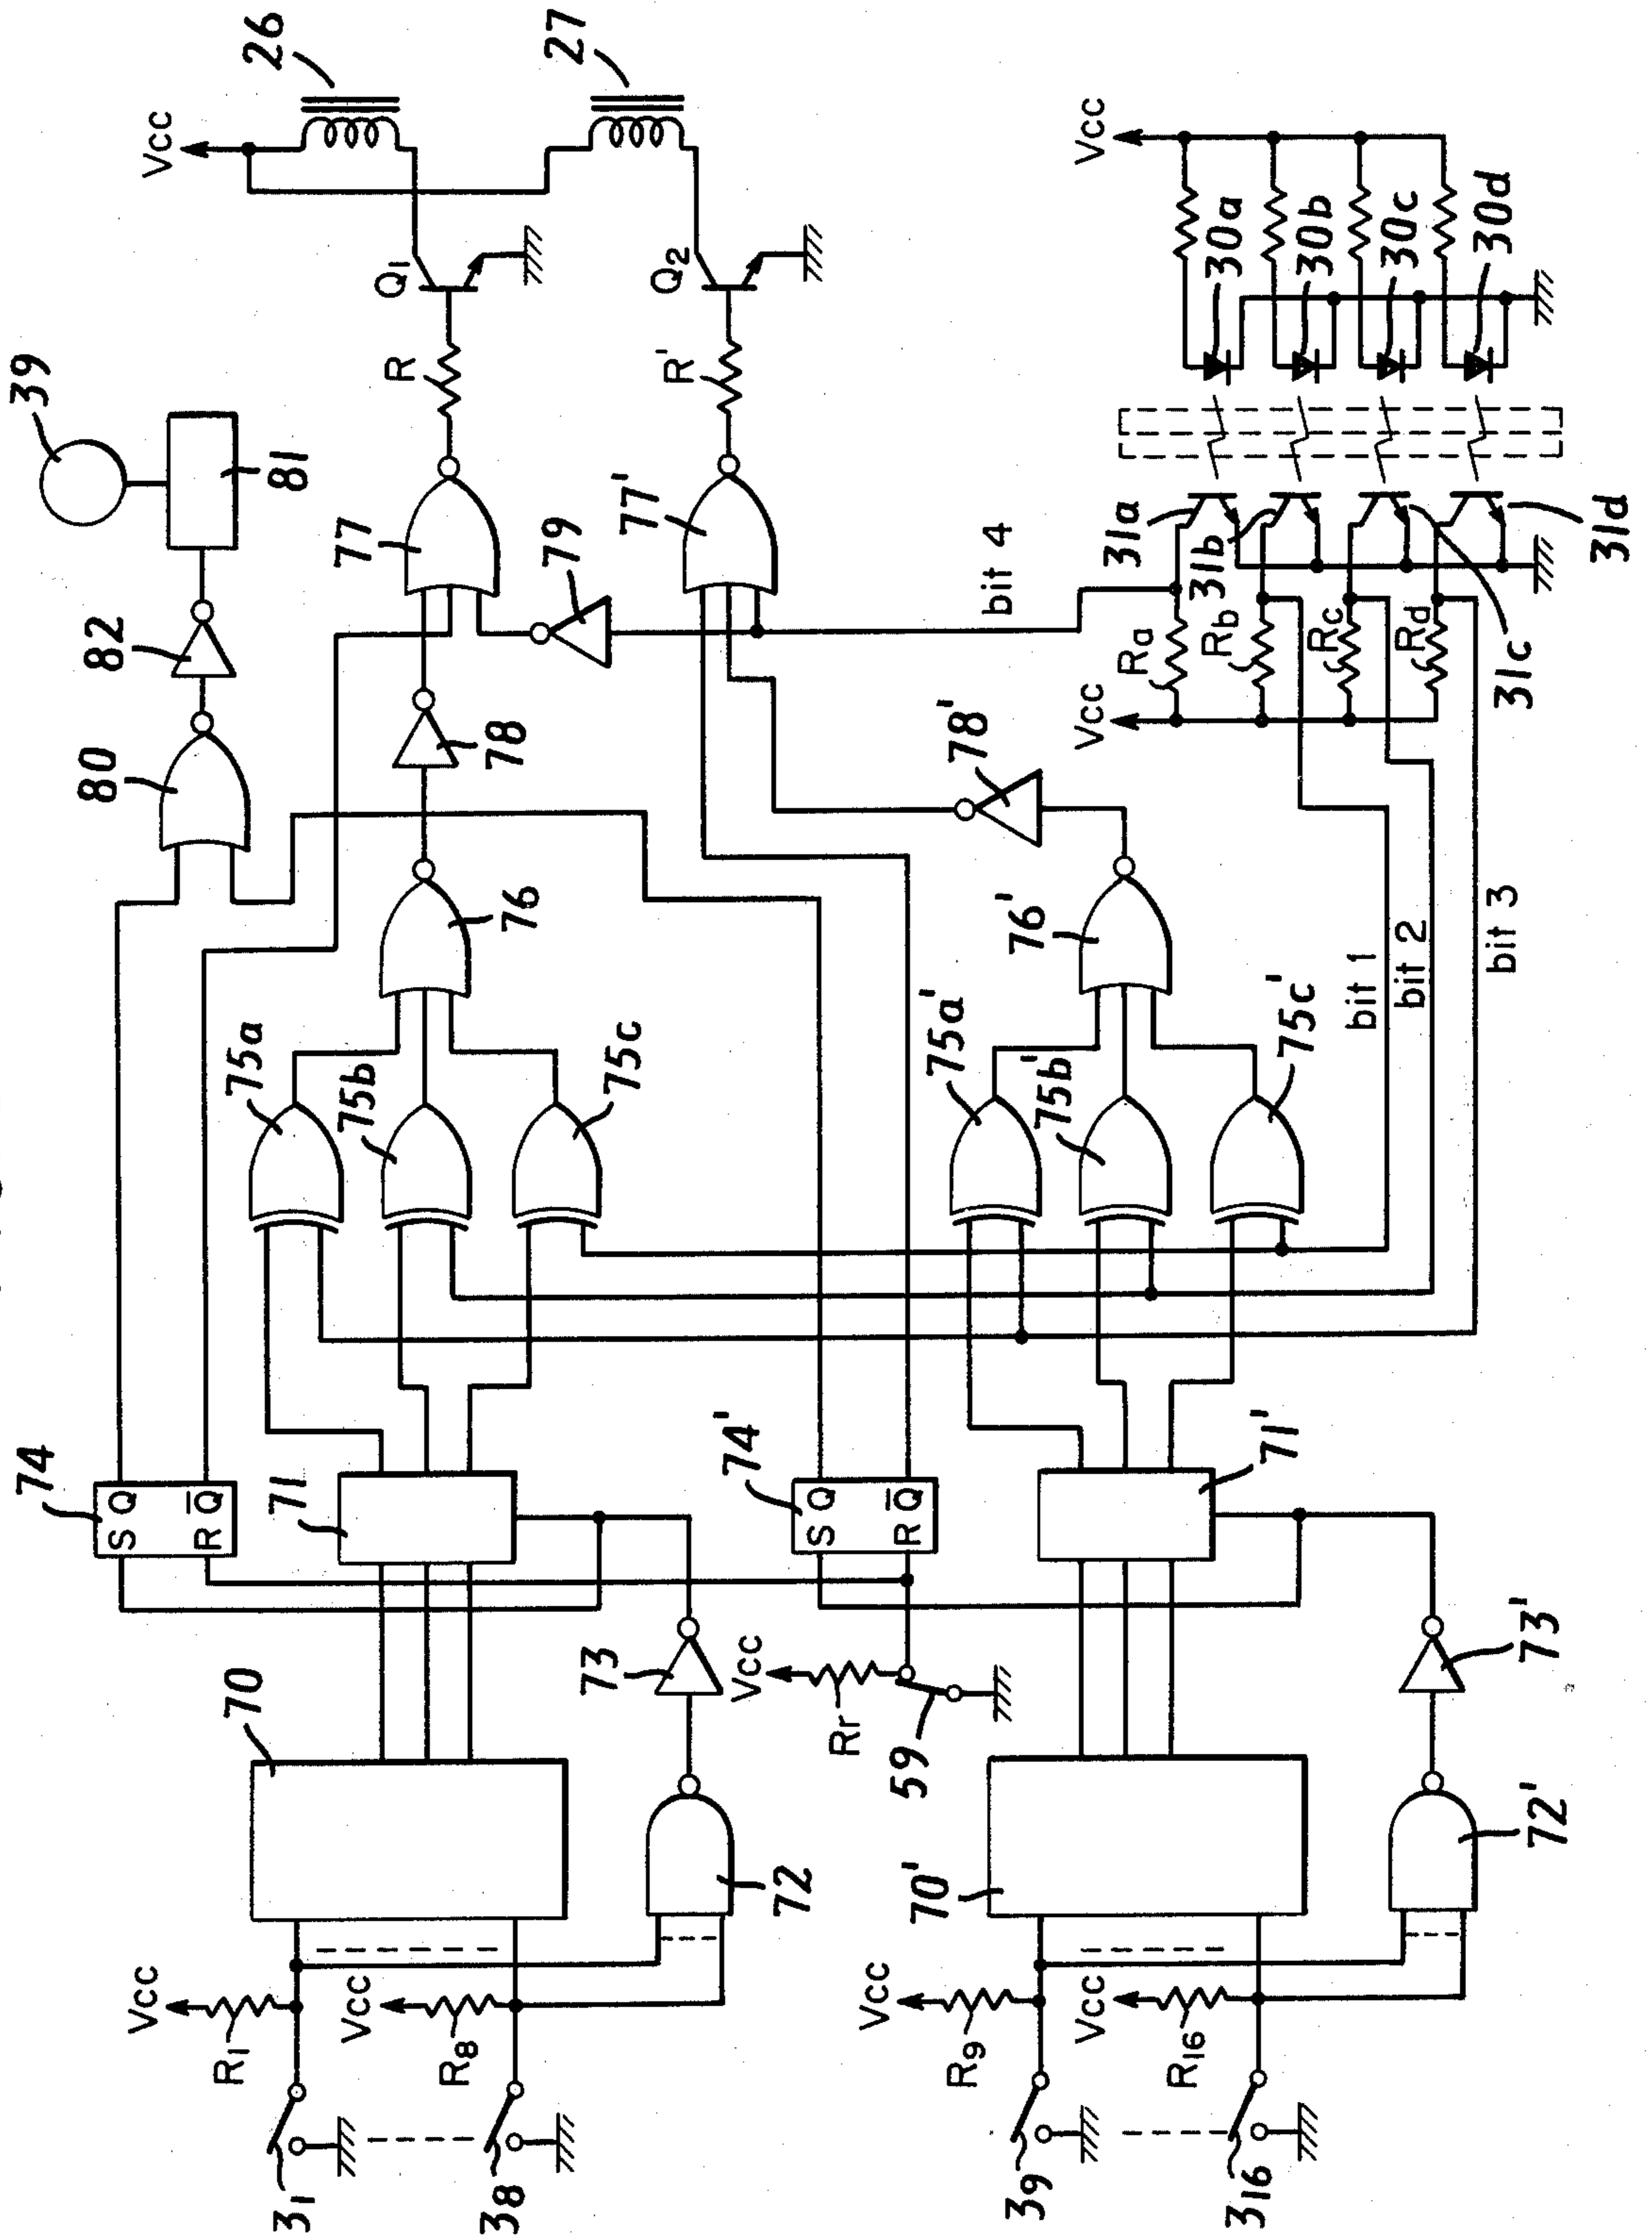 39
26
27
Vcc
81
82
80
Q1
R
77
79
78
76
Q2
R'
77'
78'
76'
bit 4
Vcc
30a
30b
30c
30d
31a
31b
31c
31d
Ra
Rb
Rc
Rd
Vcc
bit 1
bit 2
bit 3
74
S Q
R Q̅
75a
75b
75c
71
74'
S Q
R Q̅
75a'
75b'
75c'
71'
70
73
72
Vcc
Rr
59
70'
73'
72'
Vcc
R1
Vcc
R8
31
38
Vcc
R9
Vcc
R16
39
316